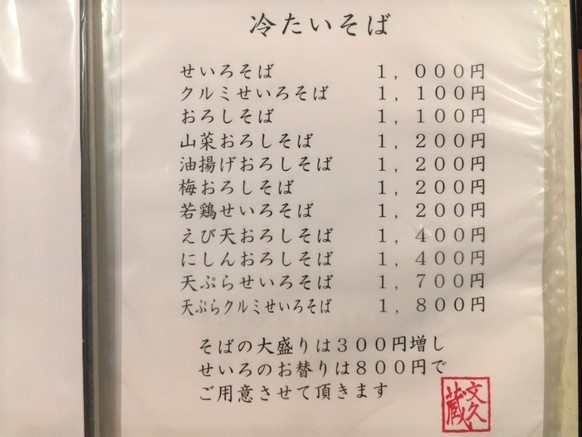 冷たいそば
せいろそば １，０００円
クルミせいろそば １，１００円
おろしそば １，１００円
山菜おろしそば １，２００円
油揚げおろしそば １，２００円
梅おろしそば １，２００円
若鶏せいろそば １，２００円
えび天おろしそば １，４００円
にしんおろしそば １，４００円
天ぷらせいろそば １，７００円
天ぷらクルミせいろそば １，８００円
そばの大盛りは３００円増し
せいろのお替りは８００円で
ご用意させて頂きます
文久蔵